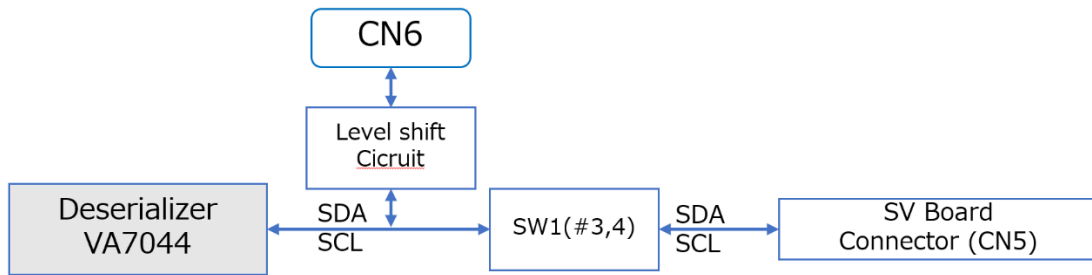 CN6
Level shift
Cicruit
Deserializer
VA7044
SDA
SCL
SW1(#3,4)
SDA
SCL
SV Board
Connector (CN5)